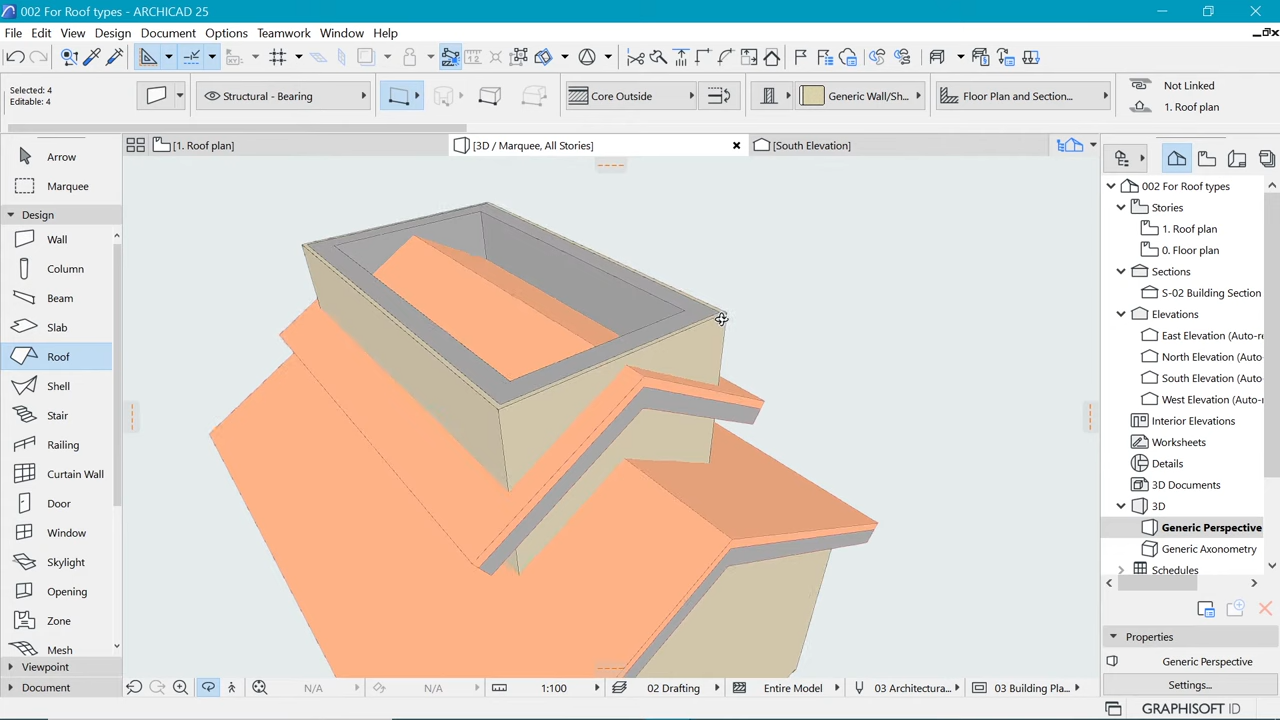 002 For Roof types - ARCHICAD 25
File Edit View Design Document Options Teamwork Window Help
Selected: 4
Editable: 4
Structural - Bearing
Core Outside
Generic Wall/Sh...
Floor Plan and Section...
Not Linked
1. Roof plan
[1. Roof plan]
[3D / Marquee, All Stories]
[South Elevation]
Arrow
Marquee
Design
Wall
Column
Beam
Slab
Roof
Shell
Stair
Railing
Curtain Wall
Door
Window
Skylight
Opening
Zone
Mesh
Viewpoint
Document
002 For Roof types
Stories
1. Roof plan
0. Floor plan
Sections
S-02 Building Section
Elevations
East Elevation (Auto-r
North Elevation (Auto
South Elevation (Auto
West Elevation (Auto-
Interior Elevations
Worksheets
Details
3D Documents
3D
Generic Perspective
Generic Axonometry
Schedules
Properties
Generic Perspective
Settings...
N/A
N/A
1:100
02 Drafting
Entire Model
03 Architectura...
03 Building Pla...
GRAPHISOFT ID